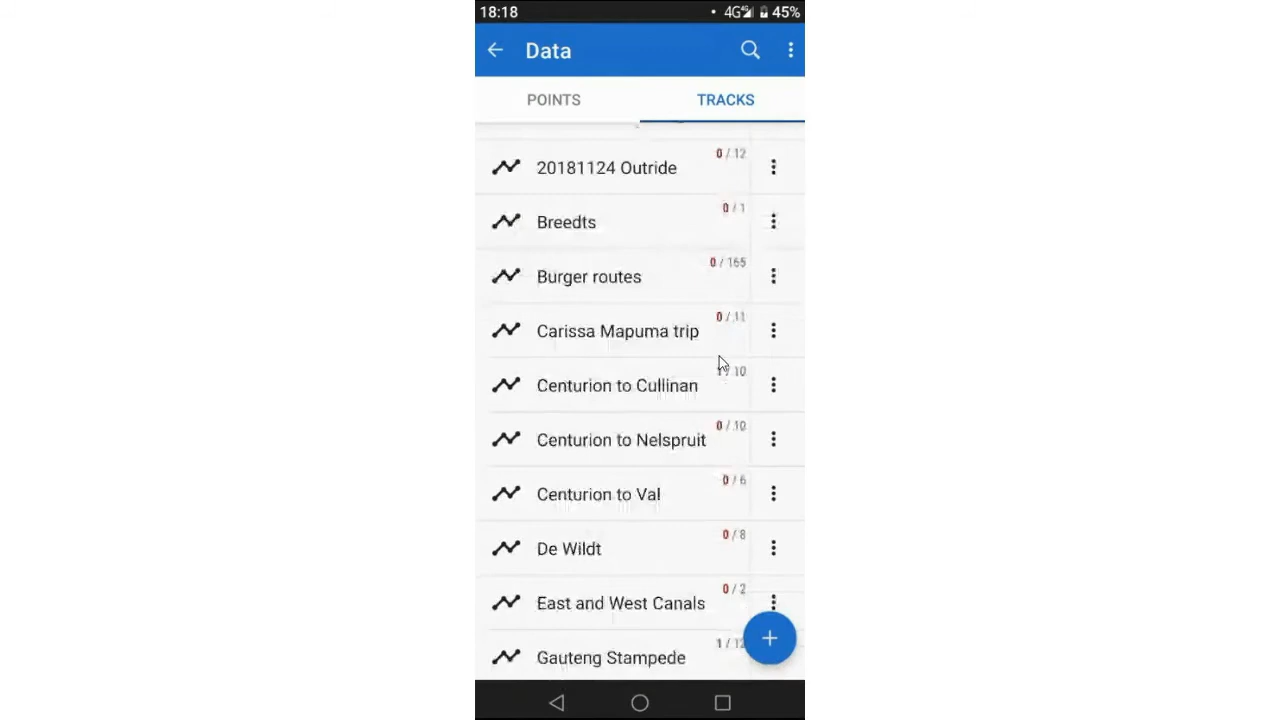 18:18 4G 45%
Data
POINTS TRACKS
20181124 Outride 0 / 12
Breedts 0 / 1
Burger routes 0 / 165
Carissa Mapuma trip 0 / 11
Centurion to Cullinan / 10
Centurion to Nelspruit 0 / 10
Centurion to Val 0 / 6
De Wildt 0 / 8
East and West Canals 0 / 2
Gauteng Stampede 1 /